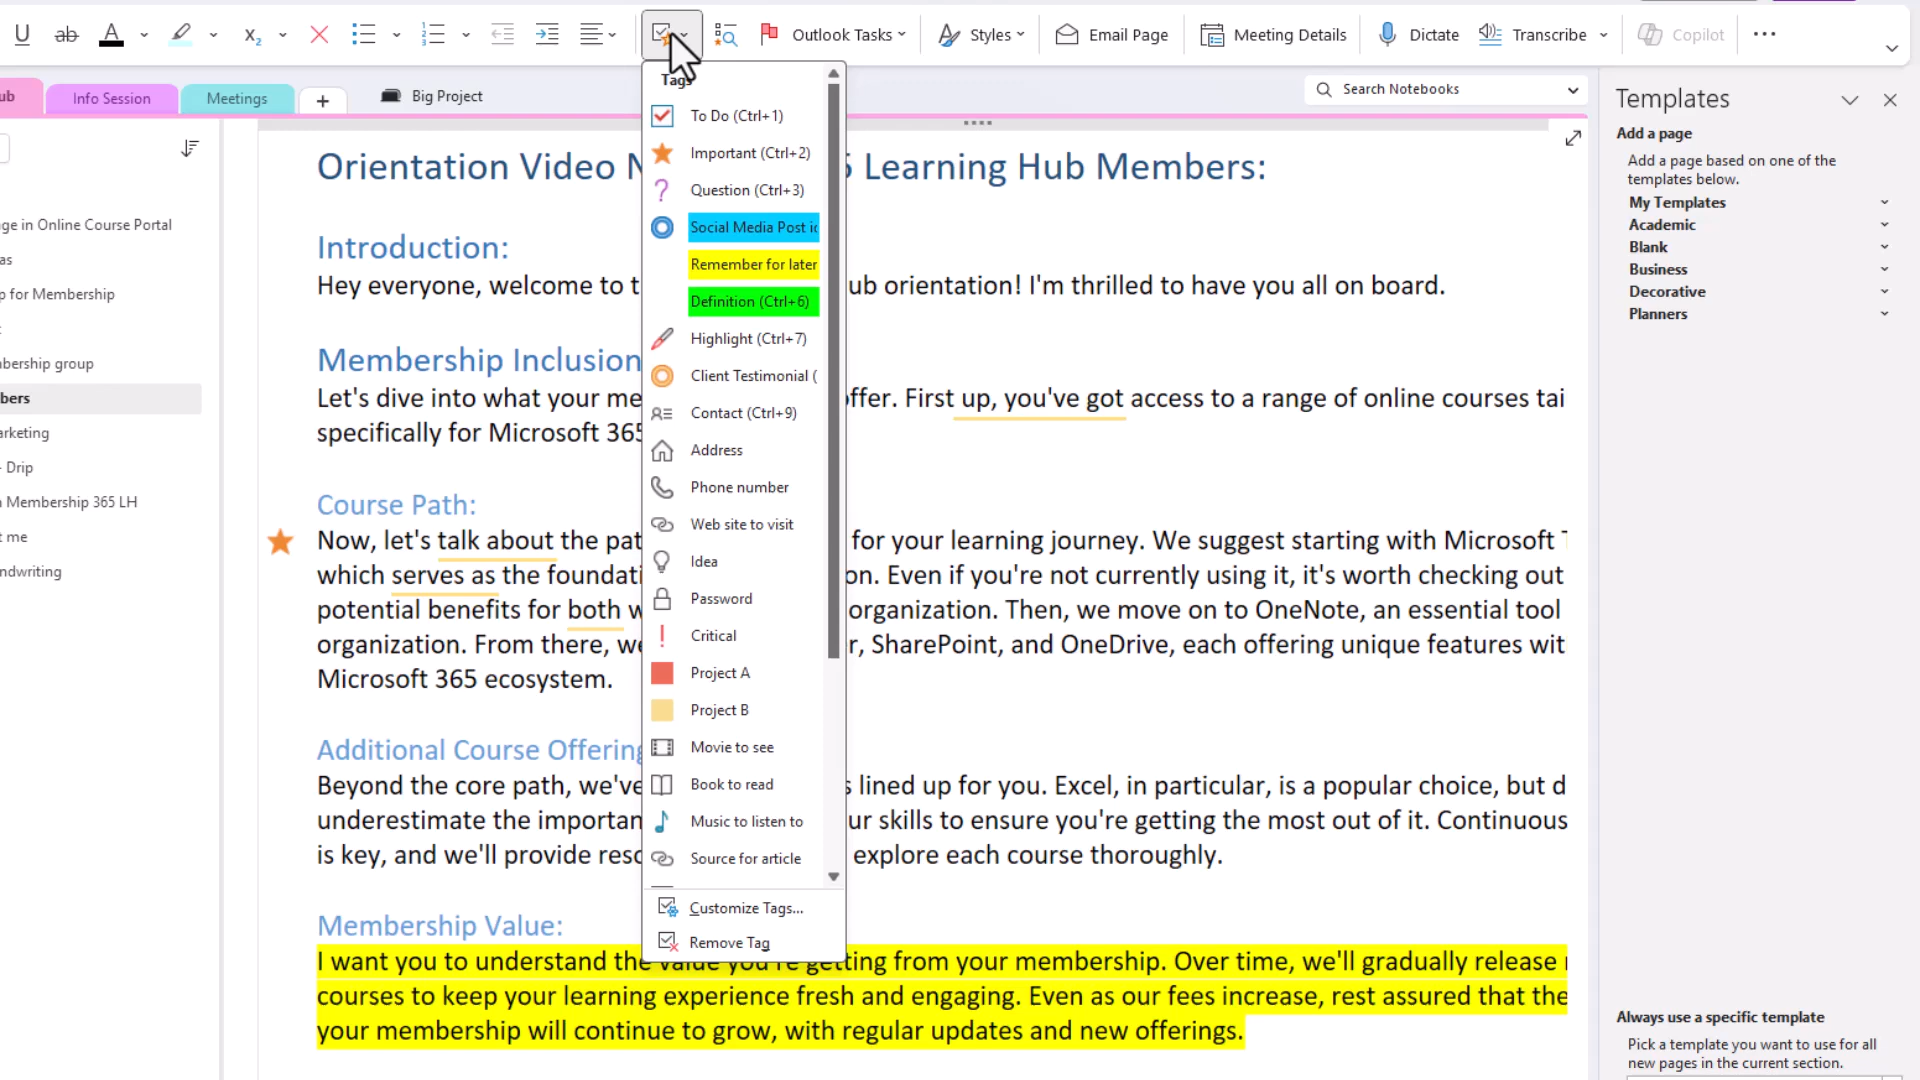 U ab A X₂ Outlook Tasks Styles Email Page Meeting Details Dictate Transcribe Copilot
ub Info Session Meetings + Big Project Search Notebooks
Templates
Add a page
Add a page based on one of the
templates below.
My Templates
Academic
Blank
Business
Decorative
Planners
Always use a specific template
Pick a template you want to use for all
new pages in the current section.
ge in Online Course Portal
as
p for Membership
bership group
bers
arketing
- Drip
Membership 365 LH
t me
ndwriting
Tags
To Do (Ctrl+1)
Important (Ctrl+2)
Question (Ctrl+3)
Social Media Post
Remember for later
Definition (Ctrl+6)
Highlight (Ctrl+7)
Client Testimonial (
Contact (Ctrl+9)
Address
Phone number
Web site to visit
Idea
Password
Critical
Project A
Project B
Movie to see
Book to read
Music to listen to
Source for article
Customize Tags...
Remove Tag
Orientation Video 5 Learning Hub Members:
Introduction:
Hey everyone, welcome to t ub orientation! I'm thrilled to have you all on board.
Membership Inclusion
Let's dive into what your me offer. First up, you've got access to a range of online courses tai
specifically for Microsoft 365
Course Path:
Now, let's talk about the pat for your learning journey. We suggest starting with Microsoft
which serves as the foundati on. Even if you're not currently using it, it's worth checking out
potential benefits for both w organization. Then, we move on to OneNote, an essential tool
organization. From there, we r, SharePoint, and OneDrive, each offering unique features wit
Microsoft 365 ecosystem.
Additional Course Offering
Beyond the core path, we've s lined up for you. Excel, in particular, is a popular choice, but d
underestimate the importan ur skills to ensure you're getting the most out of it. Continuous
is key, and we'll provide reso explore each course thoroughly.
Membership Value:
I want you to understand the value you're getting from your membership. Over time, we'll gradually release
courses to keep your learning experience fresh and engaging. Even as our fees increase, rest assured that the
your membership will continue to grow, with regular updates and new offerings.